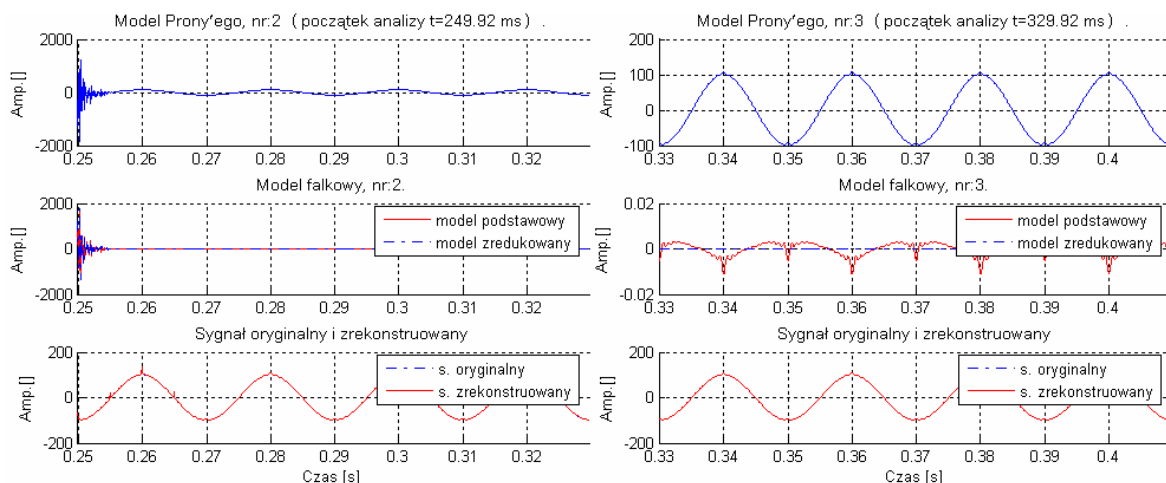 Model Prony'ego, nr:2 (początek analizy t=249.92 ms) .
Amp.[]
2000
0
-2000
0.25 0.26 0.27 0.28 0.29 0.3 0.31 0.32
Model falkowy, nr:2.
Amp.[]
2000
0
-2000
model podstawowy
model zredukowany
0.25 0.26 0.27 0.28 0.29 0.3 0.31 0.32
Sygnał oryginalny i zrekonstruowany
Amp.[]
200
0
-200
s. oryginalny
s. zrekonstruowany
0.25 0.26 0.27 0.28 0.29 0.3 0.31 0.32
Czas [s]
Model Prony'ego, nr:3 (początek analizy t=329.92 ms) .
Amp.[]
100
0
-100
0.33 0.34 0.35 0.36 0.37 0.38 0.39 0.4
Model falkowy, nr:3.
Amp.[]
0.02
0
-0.02
model podstawowy
model zredukowany
0.33 0.34 0.35 0.36 0.37 0.38 0.39 0.4
Sygnał oryginalny i zrekonstruowany
Amp.[]
200
0
-200
s. oryginalny
s. zrekonstruowany
0.33 0.34 0.35 0.36 0.37 0.38 0.39 0.4
Czas [s]